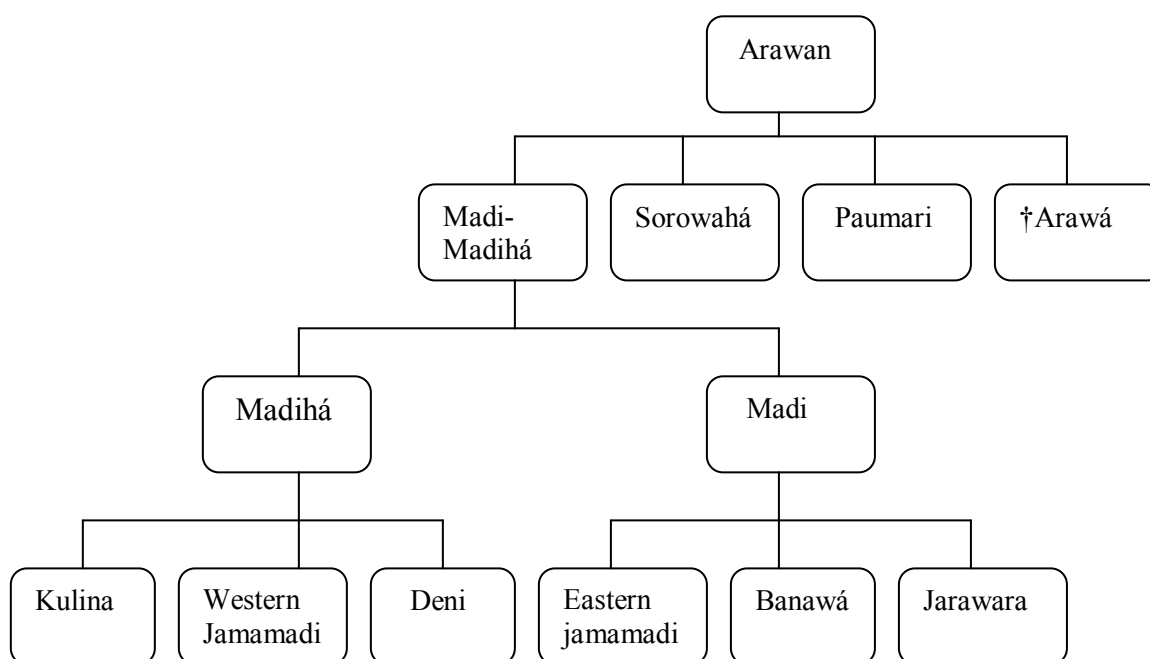 Arawan
Madi-
Madihá
Sorowahá
Paumari
†Arawá
Madihá
Madi
Kulina
Western
Jamamadi
Deni
Eastern
jamamadi
Banawá
Jarawara